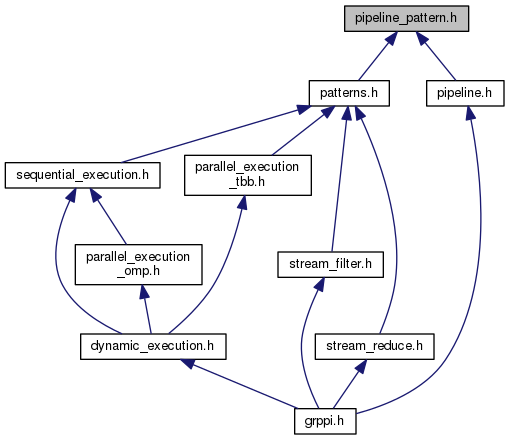 pipeline_pattern.h
patterns.h
pipeline.h
sequential_execution.h
parallel_execution
_tbb.h
parallel_execution
_omp.h
stream_filter.h
dynamic_execution.h
stream_reduce.h
grppi.h